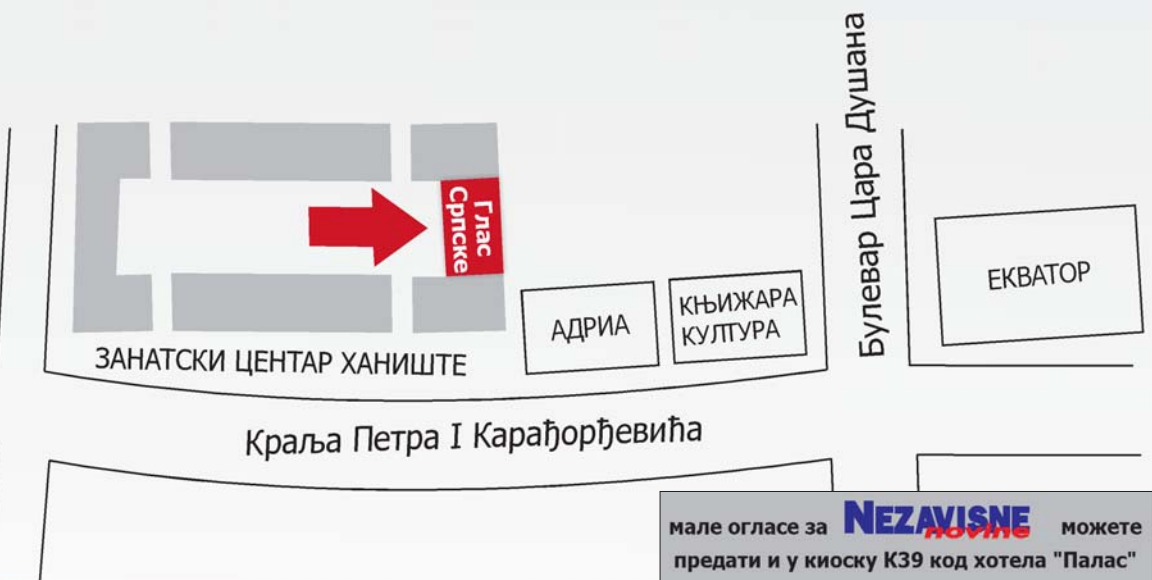 Булевар Цара Душана
Глас
Српске
ЕКВАТОР
КЊИЖАРА
КУЛТУРА
АДРИА
ЗАНАТСКИ ЦЕНТАР ХАНИШТЕ
Краља Петра I Карађорђевића
мале огласе за NEZAVISNE novine можете
предати и у киоску К39 код хотела "Палас"